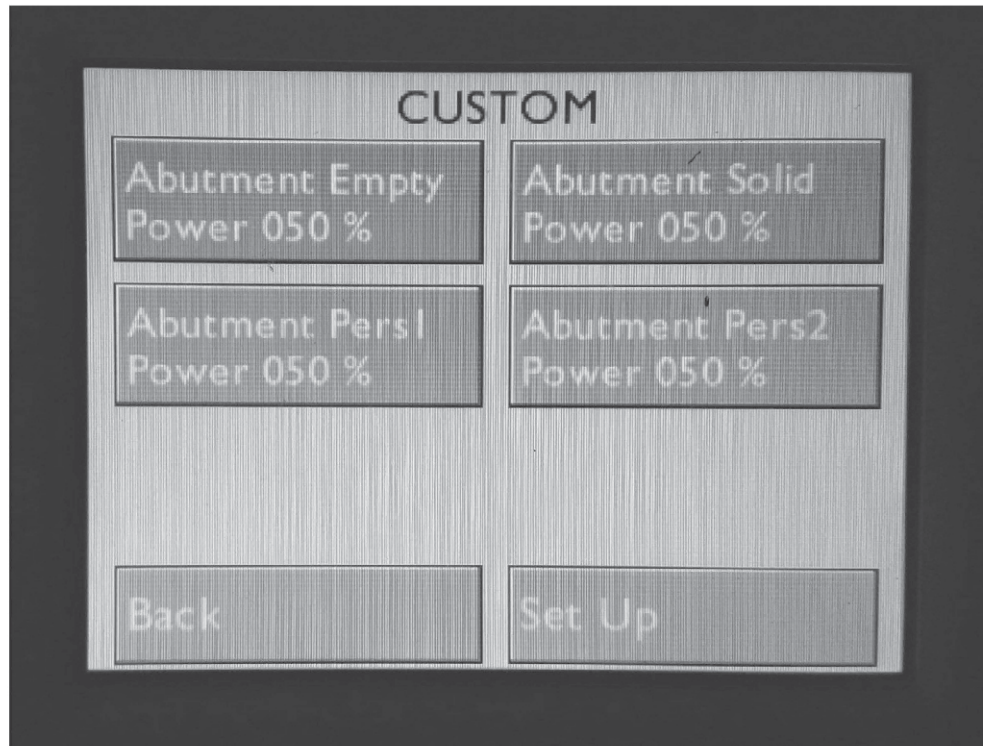 CUSTOM
Abutment Empty
Power 050 %
Abutment Solid
Power 050 %
Abutment Pers1
Power 050 %
Abutment Pers2
Power 050 %
Back
Set Up